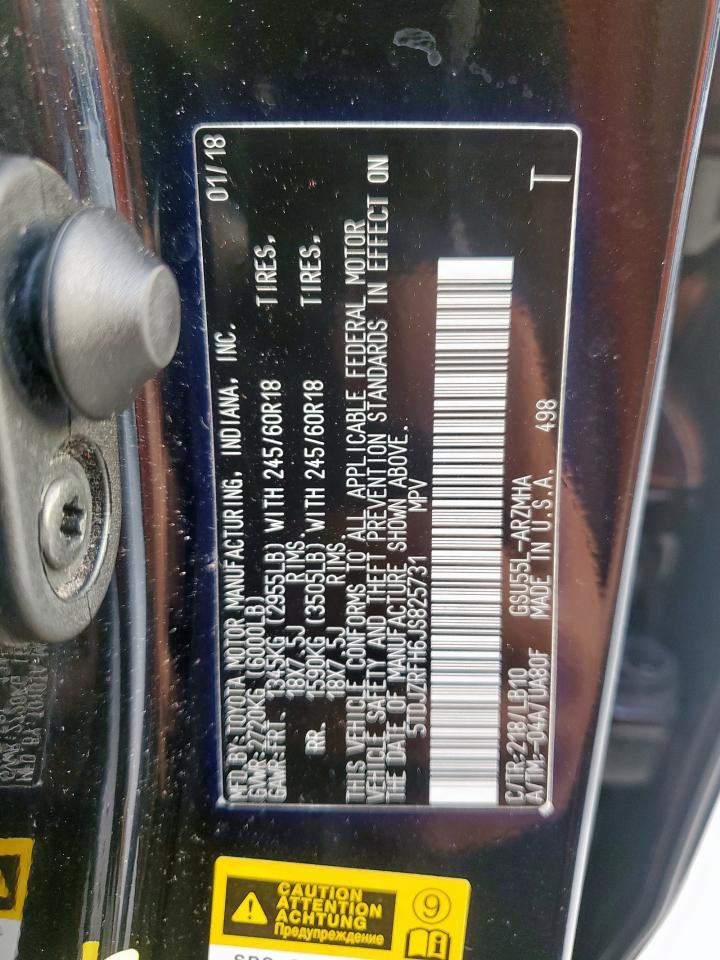 MFD.BY:TOYOTA MOTOR MANUFACTURING, INDIANA, INC. 01/18
GVWR:2720KG (6000LB)
GAWR:FRT. 1345KG (2955LB) WITH 245/60R18 TIRES,
18X7.5J RIMS.
RR. 1590KG (3505LB) WITH 245/60R18 TIRES,
18X7.5J RIMS.
THIS VEHICLE CONFORMS TO ALL APPLICABLE FEDERAL MOTOR
VEHICLE SAFETY AND THEFT PREVENTION STANDARDS IN EFFECT ON
THE DATE OF MANUFACTURE SHOWN ABOVE.
5TDJZRFH6JS825731 MPV
C/TR:218/LB10 GSU55L-ARZMHA 498 T
A/TM:-04A/UA80F MADE IN U.S.A.
CAUTION
ATTENTION
ACHTUNG
Предупреждение
9